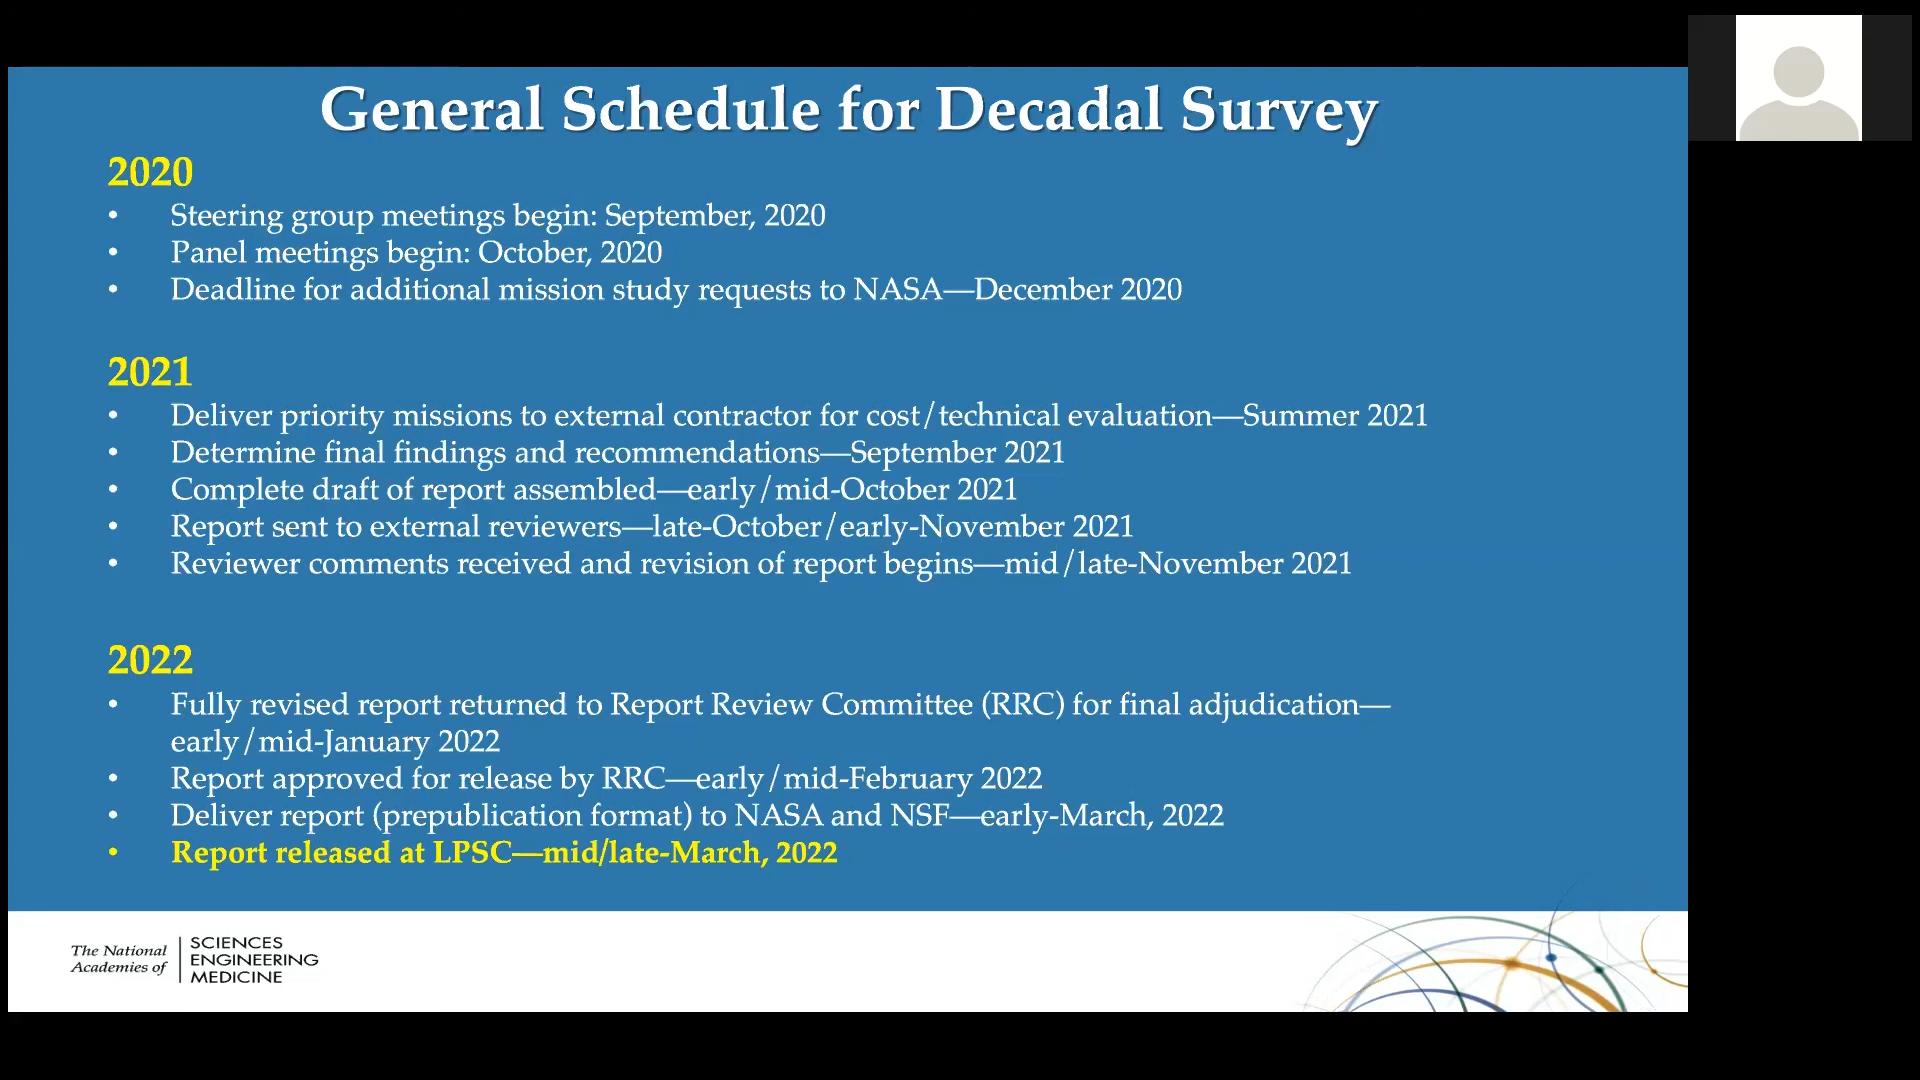 General Schedule for Decadal Survey
2020
• Steering group meetings begin: September, 2020
• Panel meetings begin: October, 2020
• Deadline for additional mission study requests to NASA—December 2020
2021
• Deliver priority missions to external contractor for cost/technical evaluation—Summer 2021
• Determine final findings and recommendations—September 2021
• Complete draft of report assembled—early/mid-October 2021
• Report sent to external reviewers—late-October/early-November 2021
• Reviewer comments received and revision of report begins—mid/late-November 2021
2022
• Fully revised report returned to Report Review Committee (RRC) for final adjudication—
early/mid-January 2022
• Report approved for release by RRC—early/mid-February 2022
• Deliver report (prepublication format) to NASA and NSF—early-March, 2022
• Report released at LPSC—mid/late-March, 2022
The National
Academies of
SCIENCES
ENGINEERING
MEDICINE